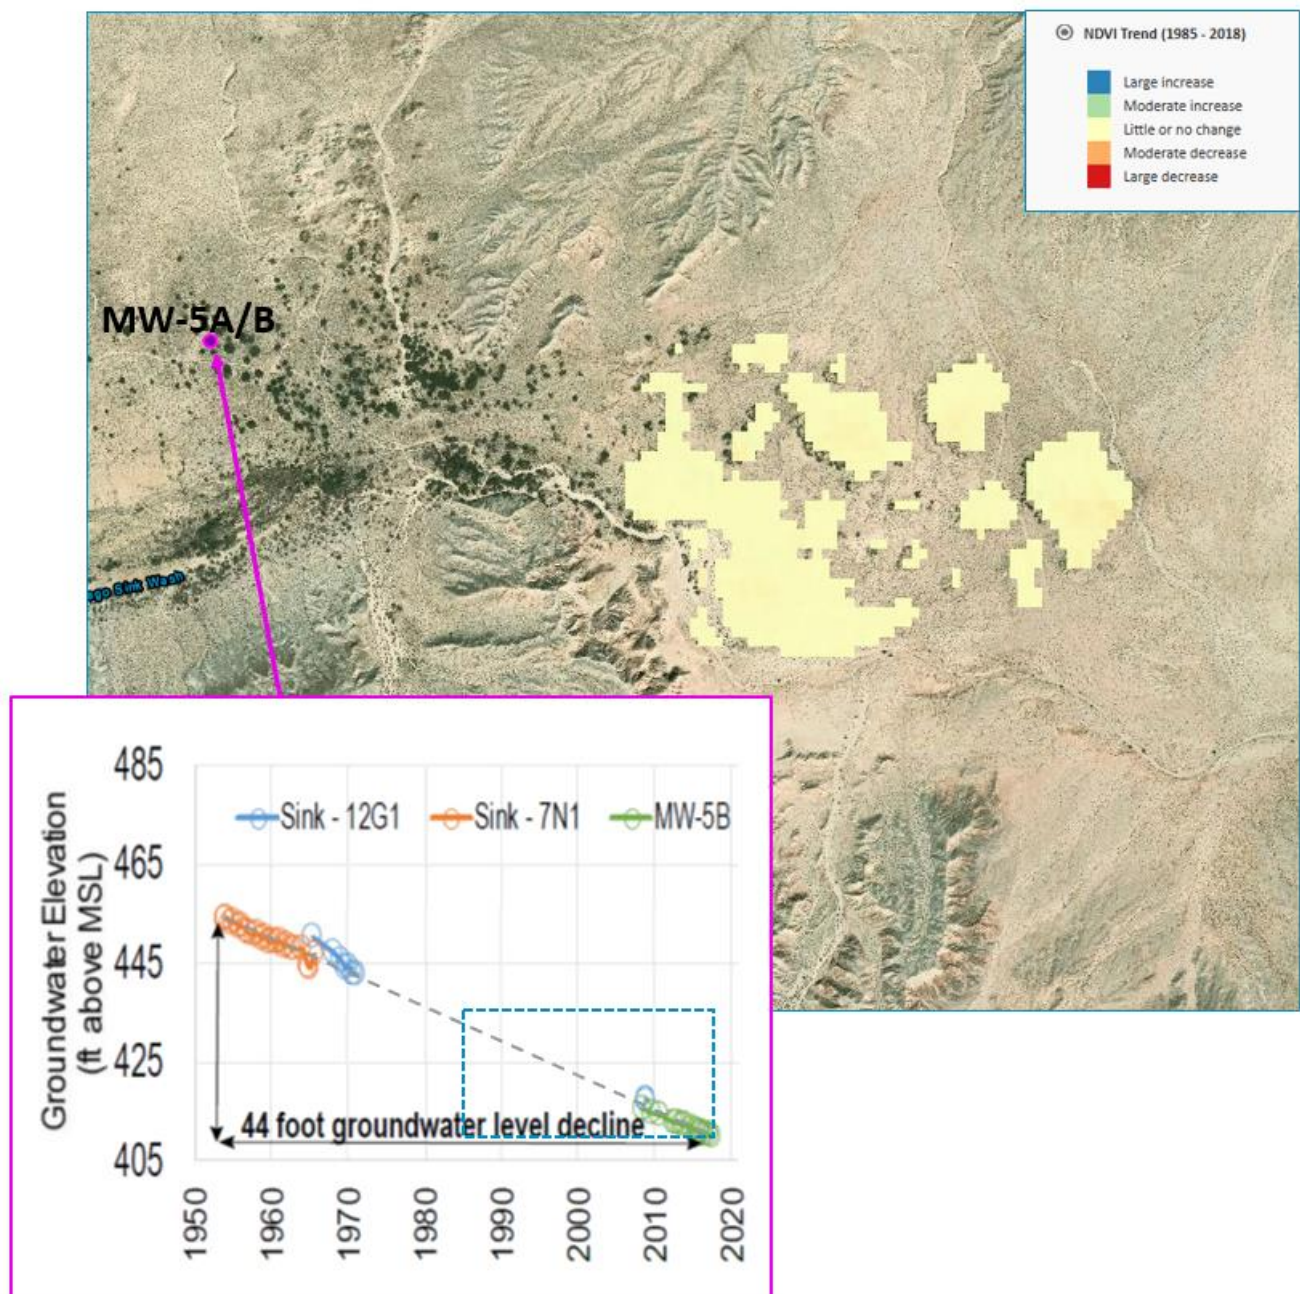 NDVI Trend (1985 - 2018)
Large increase
Moderate increase
Little or no change
Moderate decrease
Large decrease
MW-5A/B
ago Sink Wash
Groundwater Elevation
(ft above MSL)
485
465
445
425
405
Sink - 12G1
Sink - 7N1
MW-5B
44 foot groundwater level decline
1950
1960
1970
1980
1990
2000
2010
2020